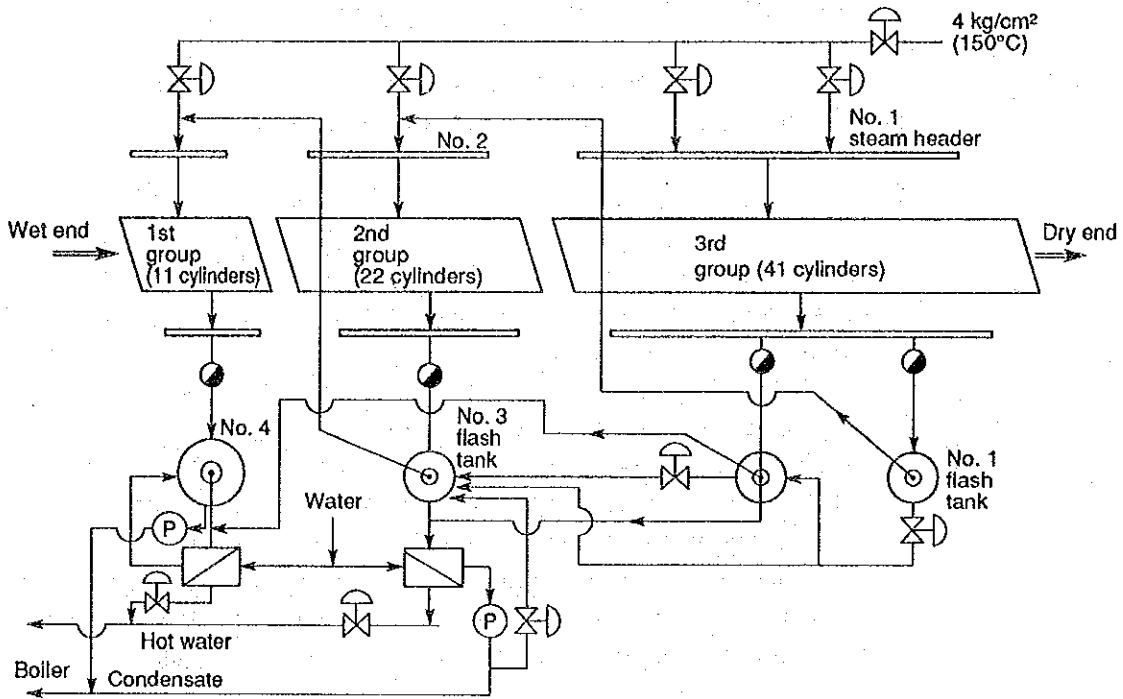 4 kg/cm²
(150°C)
No. 1
steam header
No. 2
Wet end
1st
group
(11 cylinders)
2nd
group
(22 cylinders)
3rd
group (41 cylinders)
Dry end
No. 4
No. 3
flash
tank
No. 1
flash
tank
Water
P
P
Hot water
Boiler
Condensate